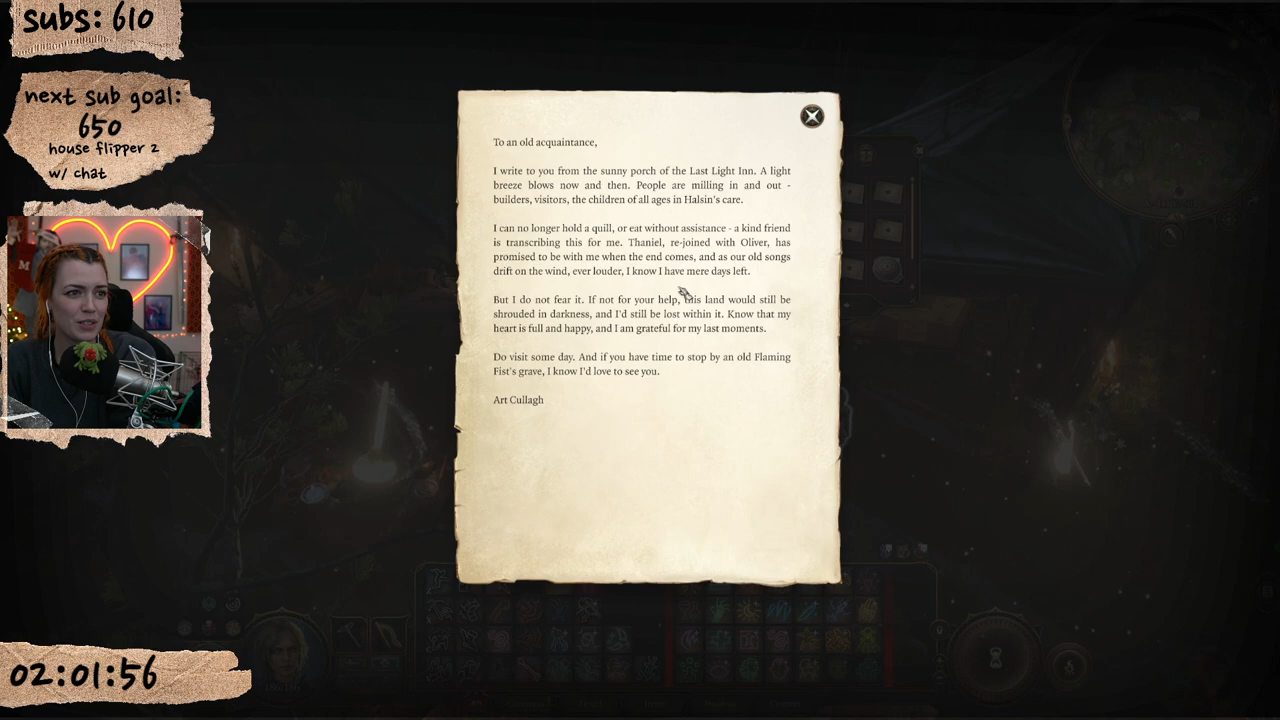 subs: 610
next sub goal:
650
house flipper 2
w/ chat
To an old acquaintance,
I write to you from the sunny porch of the Last Light Inn. A light
breeze blows now and then. People are milling in and out -
builders, visitors, the children of all ages in Halsin's care.
I can no longer hold a quill, or eat without assistance - a kind friend
is transcribing this for me. Thaniel, re-joined with Oliver, has
promised to be with me when the end comes, and as our old songs
drift on the wind, ever louder, I know I have mere days left.
But I do not fear it. If not for your help, this land would still be
shrouded in darkness, and I'd still be lost within it. Know that my
heart is full and happy, and I am grateful for my last moments.
Do visit some day. And if you have time to stop by an old Flaming
Fist's grave, I know I'd love to see you.
Art Cullagh
02:01:56